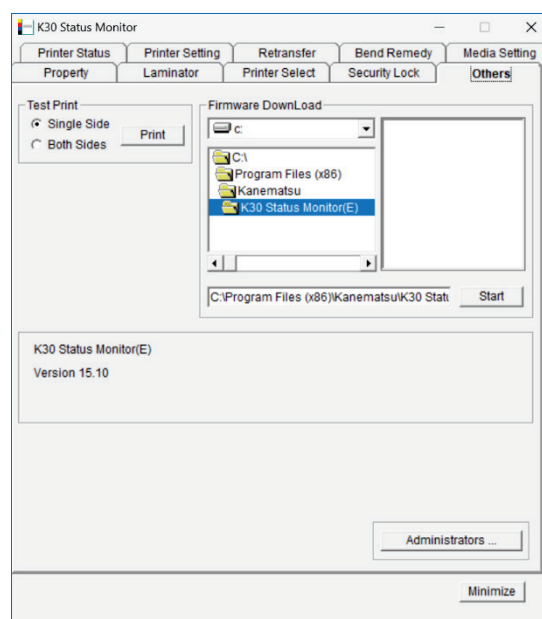 K30 Status Monitor
Printer Status Printer Setting Retransfer Bend Remedy Media Setting
Property Laminator Printer Select Security Lock Others
Test Print
Single Side
Both Sides
Print
Firmware DownLoad
c:
C:\
Program Files (x86)
Kanematsu
K30 Status Monitor(E)
C:\Program Files (x86)\Kanematsu\K30 Statu
Start
K30 Status Monitor(E)
Version 15.10
Administrators ...
Minimize